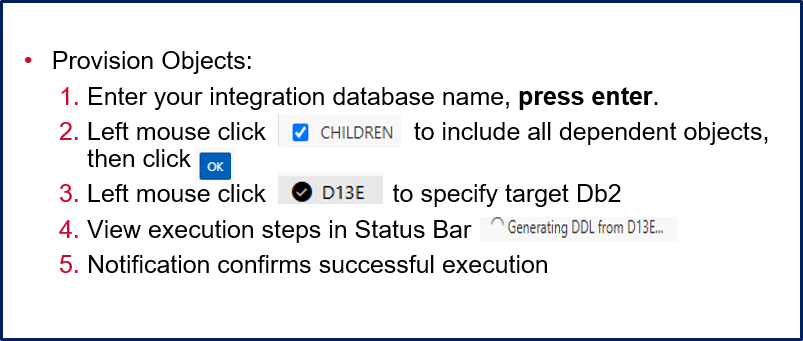 • Provision Objects:
1. Enter your integration database name, press enter.
2. Left mouse click CHILDREN to include all dependent objects,
then click OK
3. Left mouse click D13E to specify target Db2
4. View execution steps in Status Bar Generating DDL from D13E...
5. Notification confirms successful execution